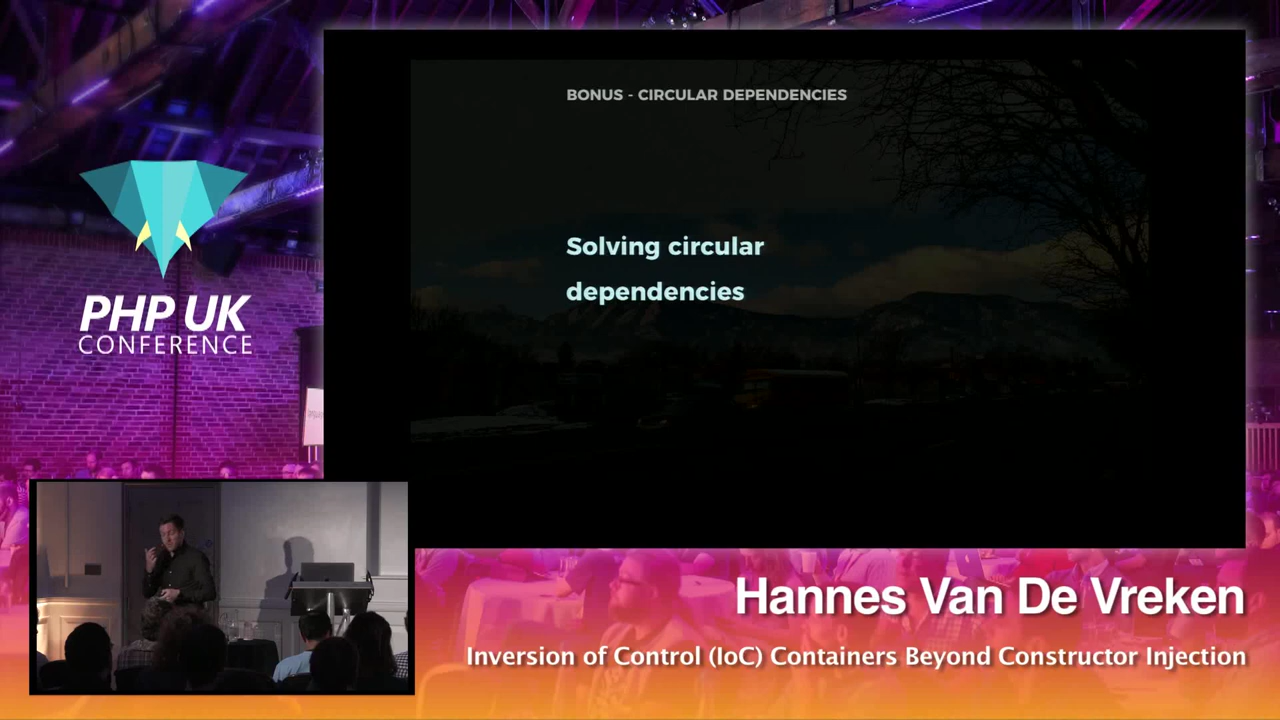 BONUS - CIRCULAR DEPENDENCIES
Solving circular
dependencies
PHP UK
CONFERENCE
Hannes Van De Vreken
Inversion of Control (IoC) Containers Beyond Constructor Injection